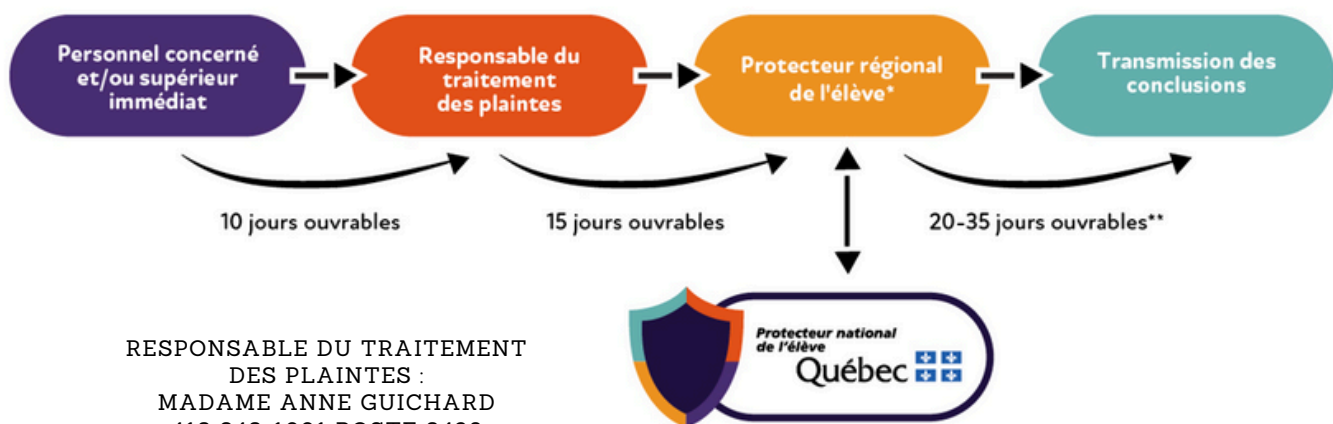 Personnel concerné
et/ou supérieur
immédiat
Responsable du
traitement
des plaintes
Protecteur régional
de l'élève*
Transmission des
conclusions
10 jours ouvrables
15 jours ouvrables
20-35 jours ouvrables**
Protecteur national
de l'élève
Québec
RESPONSABLE DU TRAITEMENT
DES PLAINTES :
MADAME ANNE GUICHARD